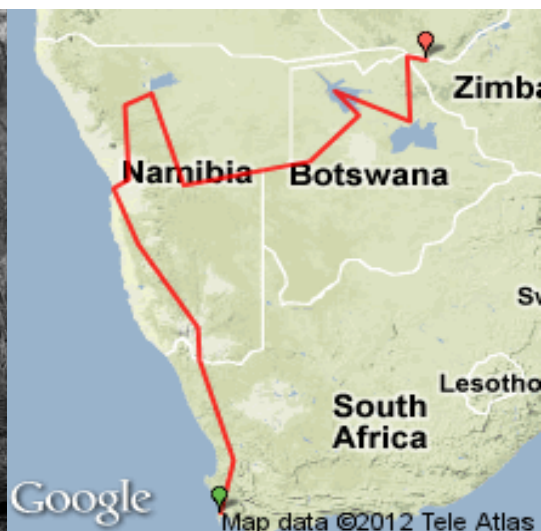 Zimba
Namibia
Botswana
Sw
Lesotho
South
Africa
Google
Map data ©2012 Tele Atlas